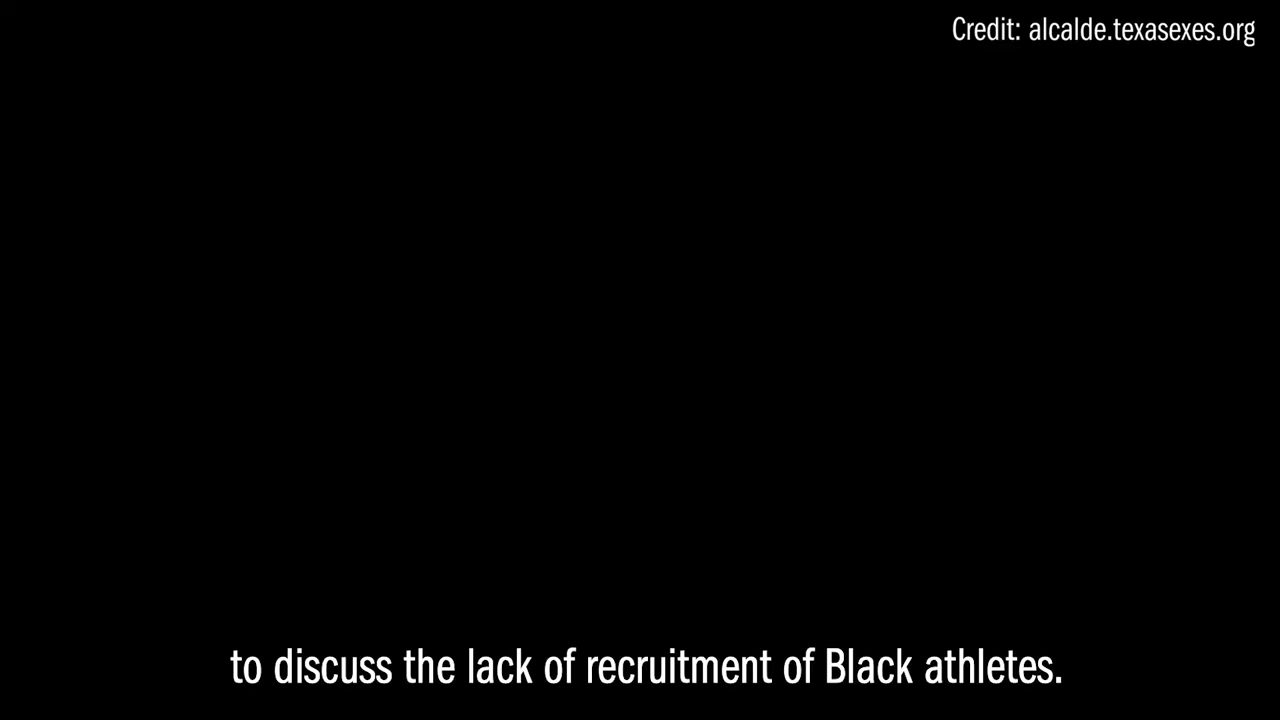 Credit: alcalde.texasexes.org
to discuss the lack of recruitment of Black athletes.